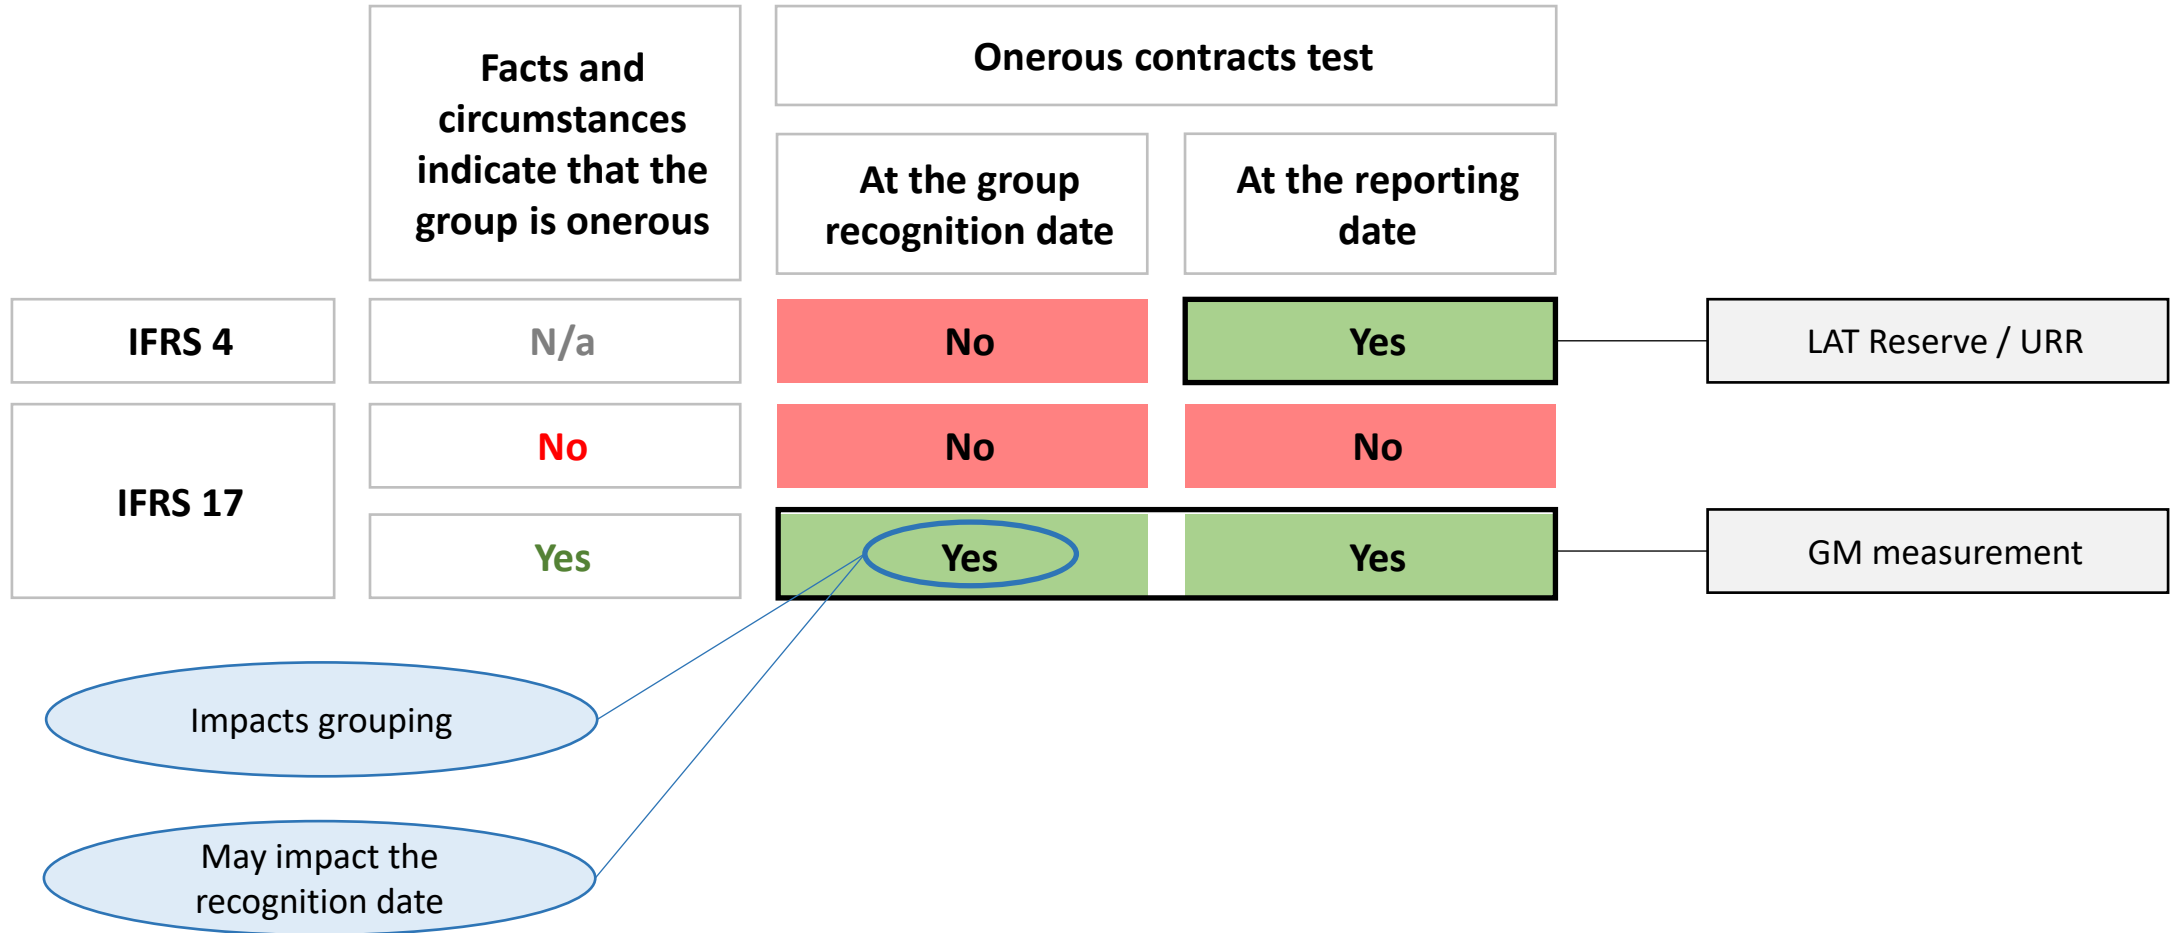 Facts and
circumstances
indicate that the
group is onerous
Onerous contracts test
At the group
recognition date
At the reporting
date
IFRS 4
N/a
No
Yes
LAT Reserve / URR
IFRS 17
No
No
No
Yes
Yes
Yes
GM measurement
Impacts grouping
May impact the
recognition date